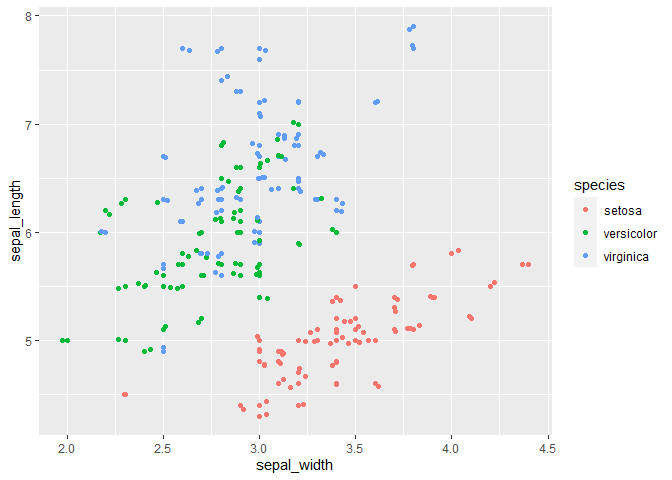 8
7
6
5
sepal_length
2.0 2.5 3.0 3.5 4.0 4.5
sepal_width
species
setosa
versicolor
virginica